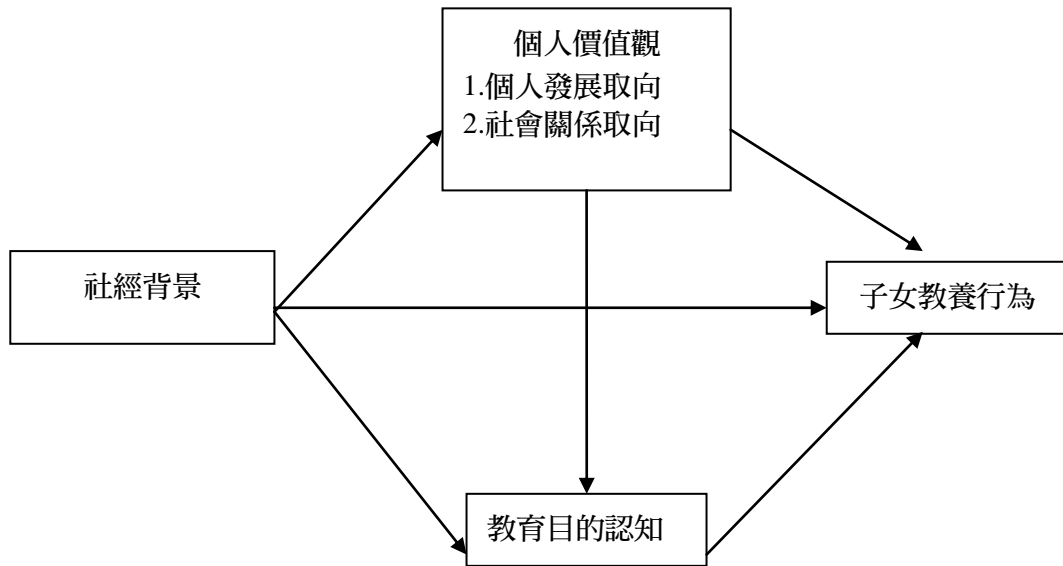 個人價值觀
1.個人發展取向
2.社會關係取向
社經背景
子女教養行為
教育目的認知